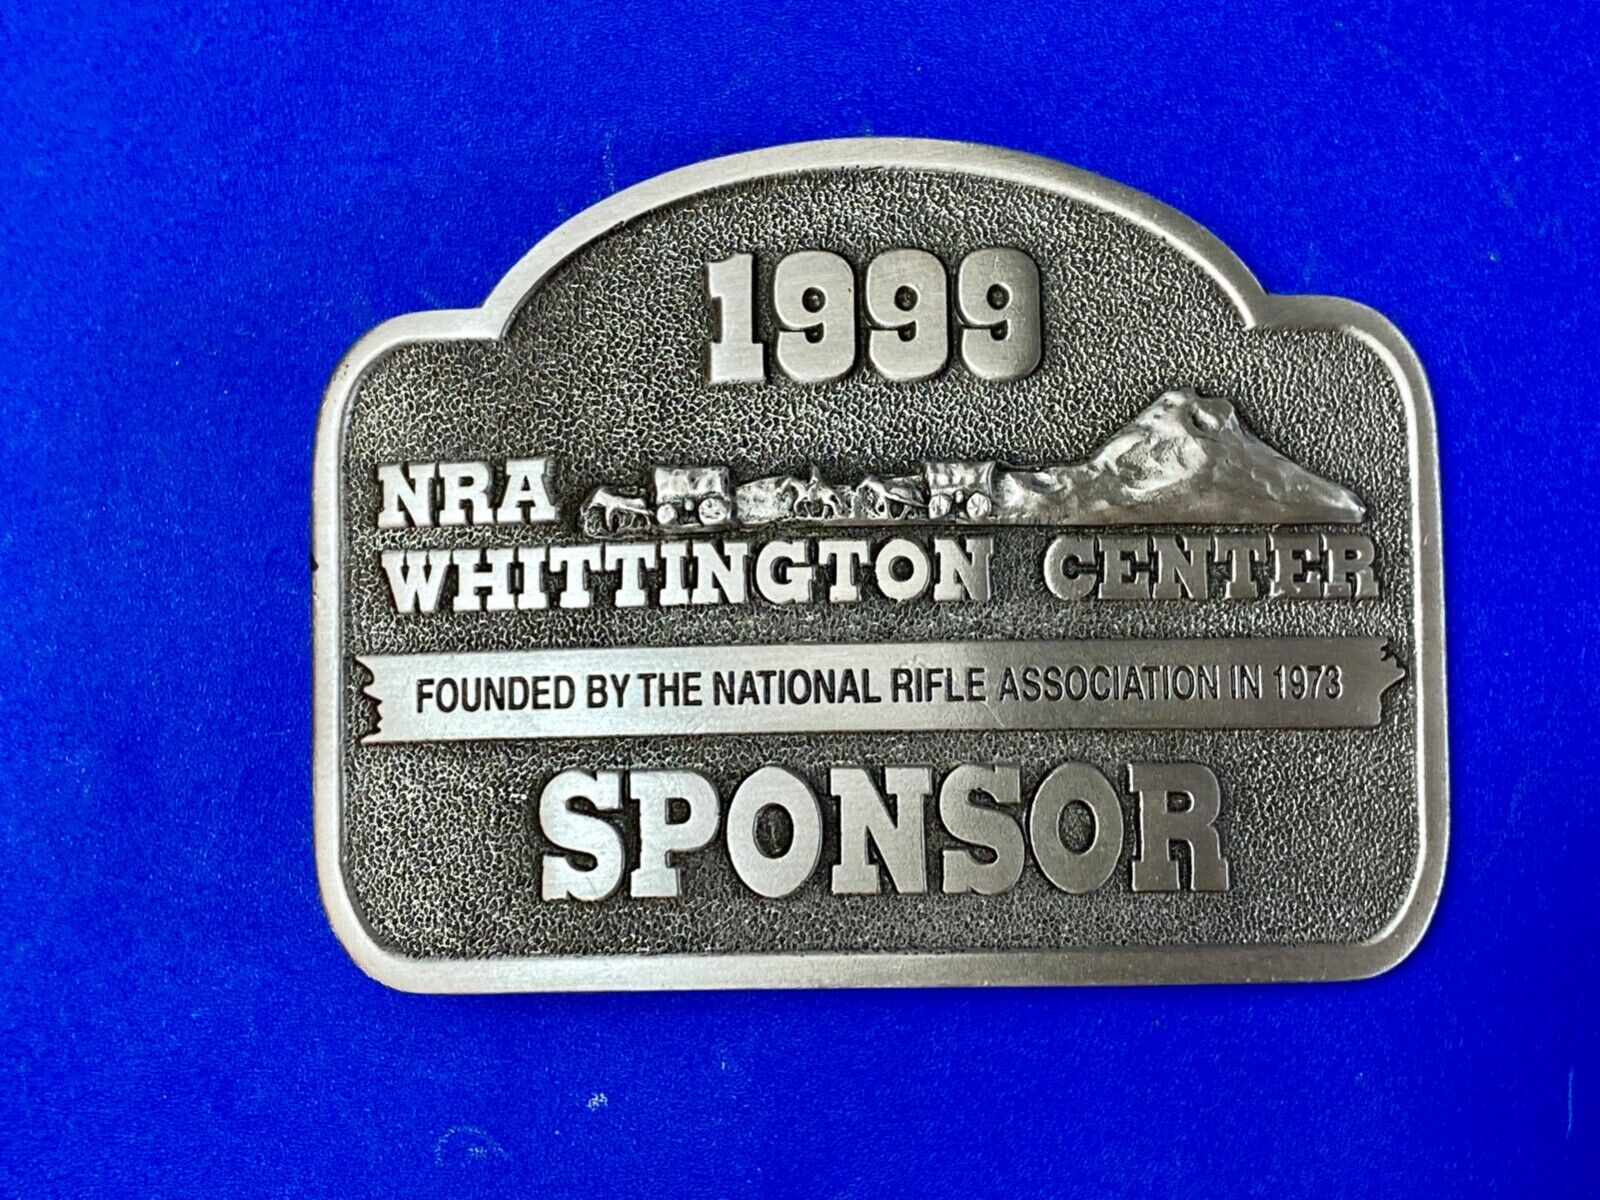 1999
NRA
WHITTINGTON CENTER
FOUNDED BY THE NATIONAL RIFLE ASSOCIATION IN 1973
SPONSOR